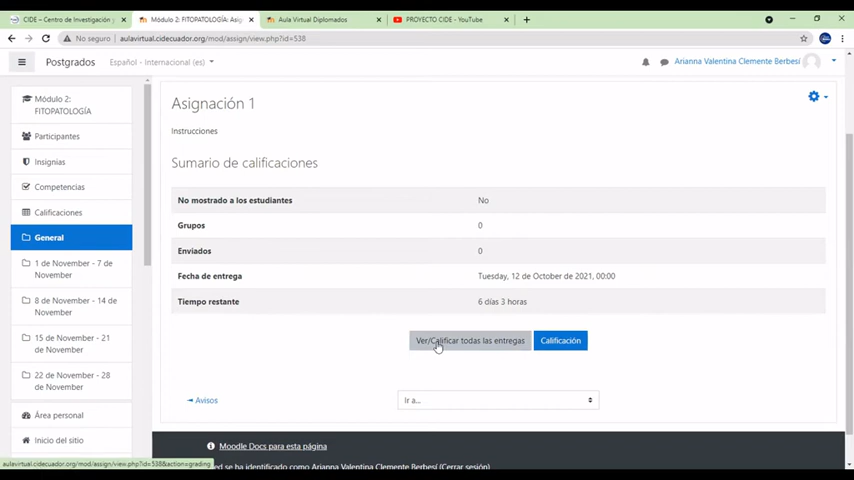 CIDE – Centro de Investigación y
Módulo 2: FITOPATOLOGÍA: Asig
Aula Virtual Diplomados
PROYECTO CIDE - YouTube
No seguro
aulavirtual.cidecuador.org/mod/assign/view.php?id=538
Postgrados
Español - Internacional (es)
Arianna Valentina Clemente Berbesí
Módulo 2:
FITOPATOLOGÍA
Participantes
Insignias
Competencias
Calificaciones
General
1 de November - 7 de
November
8 de November - 14 de
November
15 de November - 21
de November
22 de November - 28
de November
Área personal
Inicio del sitio
Asignación 1
Instrucciones
Sumario de calificaciones
No mostrado a los estudiantes No
Grupos 0
Enviados 0
Fecha de entrega Tuesday, 12 de October de 2021, 00:00
Tiempo restante 6 días 3 horas
Ver/Calificar todas las entregas
Calificación
◄ Avisos
Ir a...
Moodle Docs para esta página
ed se ha identificado como Arianna Valentina Clemente Berbesí (Cerrar sesión)
aulavirtual.cidecuador.org/mod/assign/view.php?id=538&action=grading